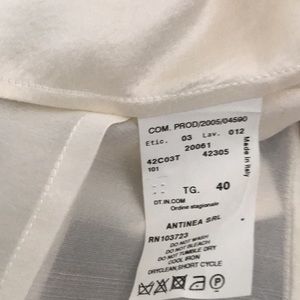 COM. PROD/2005/04590
Etic. 03 Lav. 012
20061
42C03T 42305
101
Made in Italy
TG. 40
DT.IN.COM
Ordine stagionale
ANTINEA SRL
RN103723
DO NOT WASH
DO NOT BLEACH
DO NOT TUMBLE DRY
COOL IRON
DRYCLEAN,SHORT CYCLE